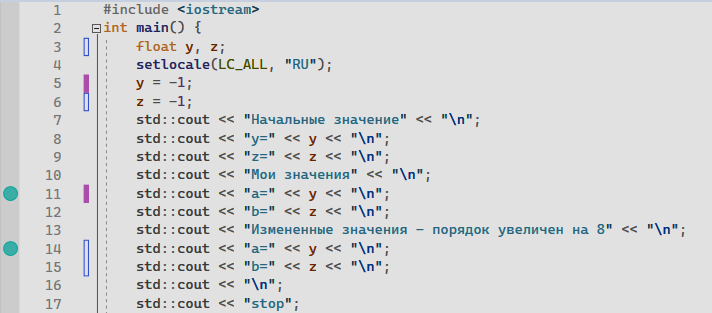 1 #include <iostream>
2 int main() {
3 float y, z;
4 setlocale(LC_ALL, "RU");
5 y = -1;
6 z = -1;
7 std::cout << "Начальные значение" << "\n";
8 std::cout << "y=" << y << "\n";
9 std::cout << "z=" << z << "\n";
10 std::cout << "Мои значения" << "\n";
11 std::cout << "a=" << y << "\n";
12 std::cout << "b=" << z << "\n";
13 std::cout << "Измененные значения – порядок увеличен на 8" << "\n";
14 std::cout << "a=" << y << "\n";
15 std::cout << "b=" << z << "\n";
16 std::cout << "\n";
17 std::cout << "stop";